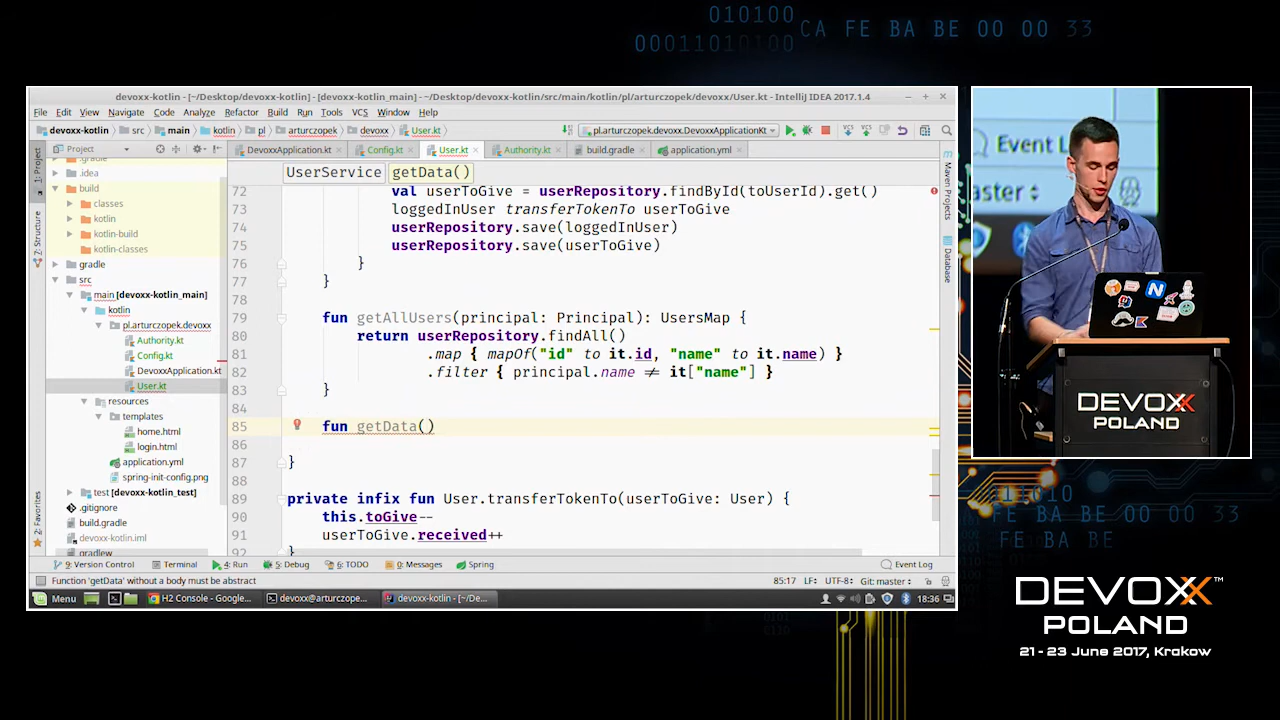 010100
CA FE BA BE 00 00 33
00011010100
devoxx-kotlin - [~/Desktop/devoxx-kotlin] - [devoxx-kotlin_main] - ~/Desktop/devoxx-kotlin/src/main/kotlin/pl/arturczopek/devoxx/User.kt - IntelliJ IDEA 2017.1.4
File Edit View Navigate Code Analyze Refactor Build Run Tools VCS Window Help
devoxx-kotlin src main kotlin pl arturczopek devoxx User.kt pl.arturczopek.devoxx.DevoxxApplicationKt
Project DevoxxApplication.kt Config.kt User.kt Authority.kt build.gradle application.yml
1: Project
7: Structure
2: Favorites
.gradle
.idea
build
classes
kotlin
kotlin-build
kotlin-classes
gradle
src
main [devoxx-kotlin_main]
kotlin
pl.arturczopek.devoxx
Authority.kt
Config.kt
DevoxxApplication.kt
User.kt
resources
templates
home.html
login.html
application.yml
spring-init-config.png
test [devoxx-kotlin_test]
.gitignore
build.gradle
devoxx-kotlin.iml
gradlew
UserService getData()
72 val userToGive = userRepository.findById(toUserId).get()
73 loggedInUser transferTokenTo userToGive
74 userRepository.save(loggedInUser)
75 userRepository.save(userToGive)
76 }
77 }
78
79 fun getAllUsers(principal: Principal): UsersMap {
80 return userRepository.findAll()
81 .map { mapOf("id" to it.id, "name" to it.name) }
82 .filter { principal.name ≠ it["name"] }
83 }
84
85 fun getData()
86
87 }
88
89 private infix fun User.transferTokenTo(userToGive: User) {
90 this.toGive--
91 userToGive.received++
92 }
Maven Projects
Database
9: Version Control Terminal 4: Run 5: Debug 6: TODO 0: Messages Spring Event Log
Function 'getData' without a body must be abstract 85:17 LF: UTF-8: Git: master:
Menu H2 Console - Google... devoxx@arturczope... devoxx-kotlin - [~/De... 18:36
Event L
aster
DEVOXX
POLAND
FE BA BE 00 00 33
FE BA BE
DEVOXX™
POLAND
21 - 23 June 2017, Krakow